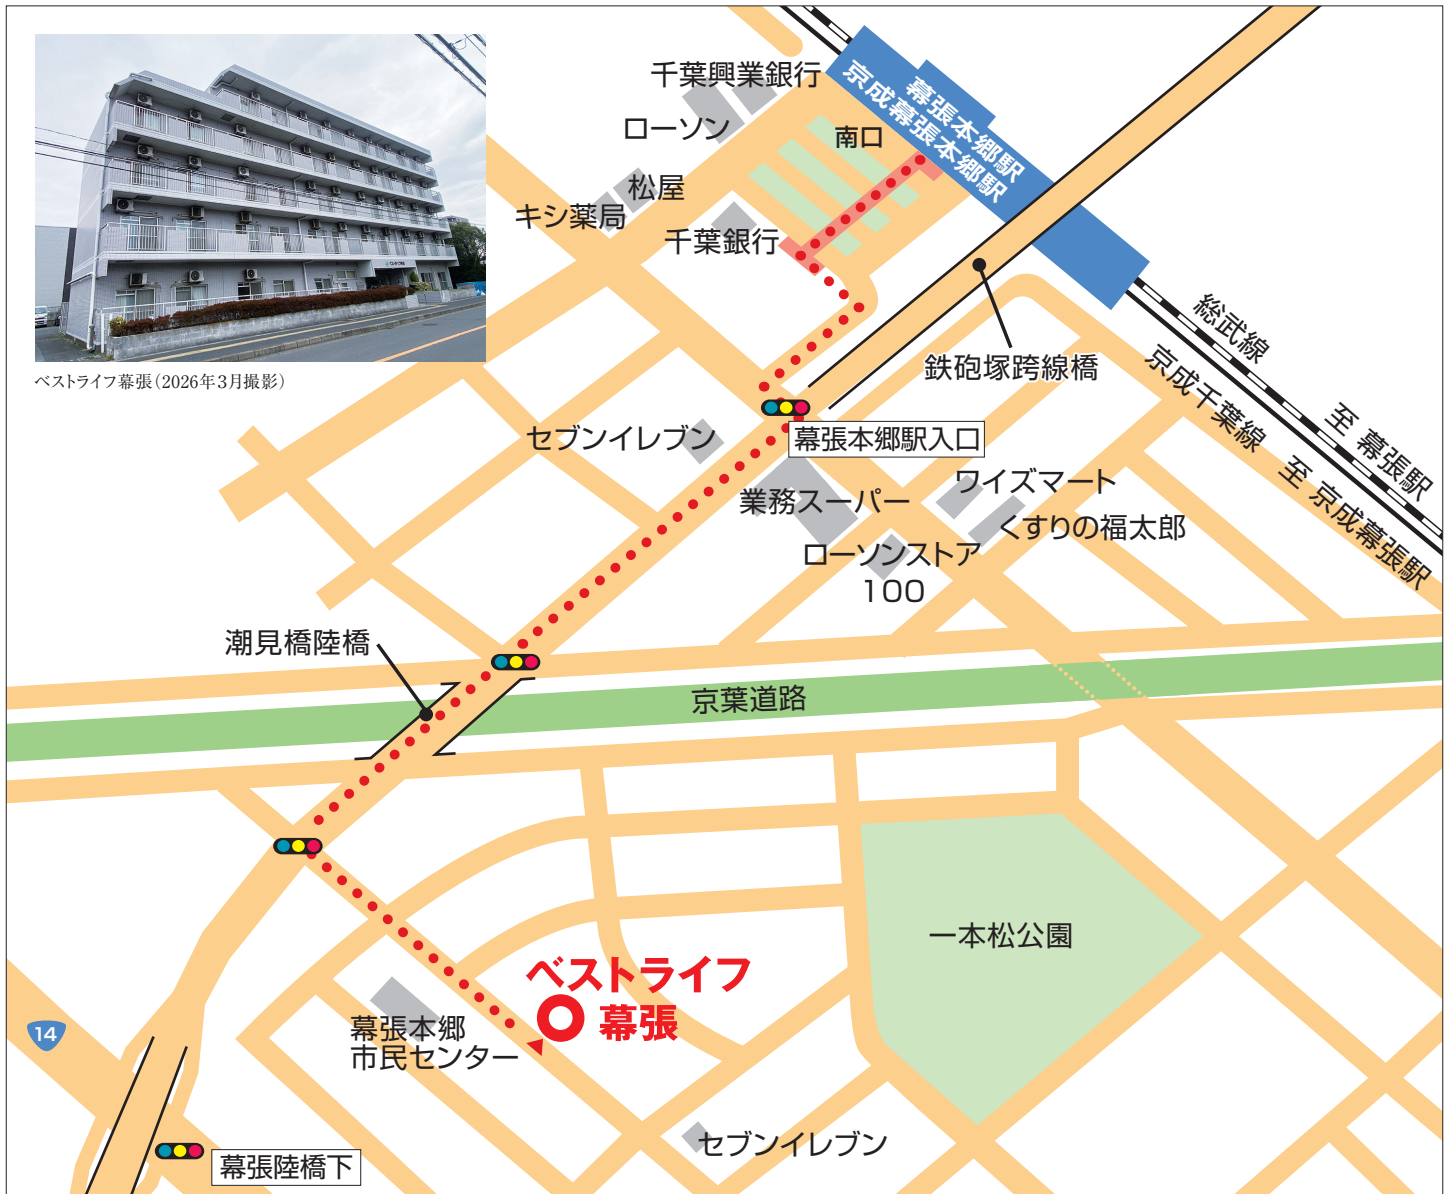 千葉興業銀行
幕張本郷駅
京成幕張本郷駅
ローソン
南口
松屋
キシ薬局
千葉銀行
総武線
至 幕張駅
鉄砲塚跨線橋
京成千葉線
至 京成幕張駅
ベストライフ幕張(2026年3月撮影)
セブンイレブン
幕張本郷駅入口
業務スーパー
ワイズマート
くすりの福太郎
ローソンストア
100
潮見橋陸橋
京葉道路
一本松公園
ベストライフ
幕張
14
幕張本郷
市民センター
セブンイレブン
幕張陸橋下